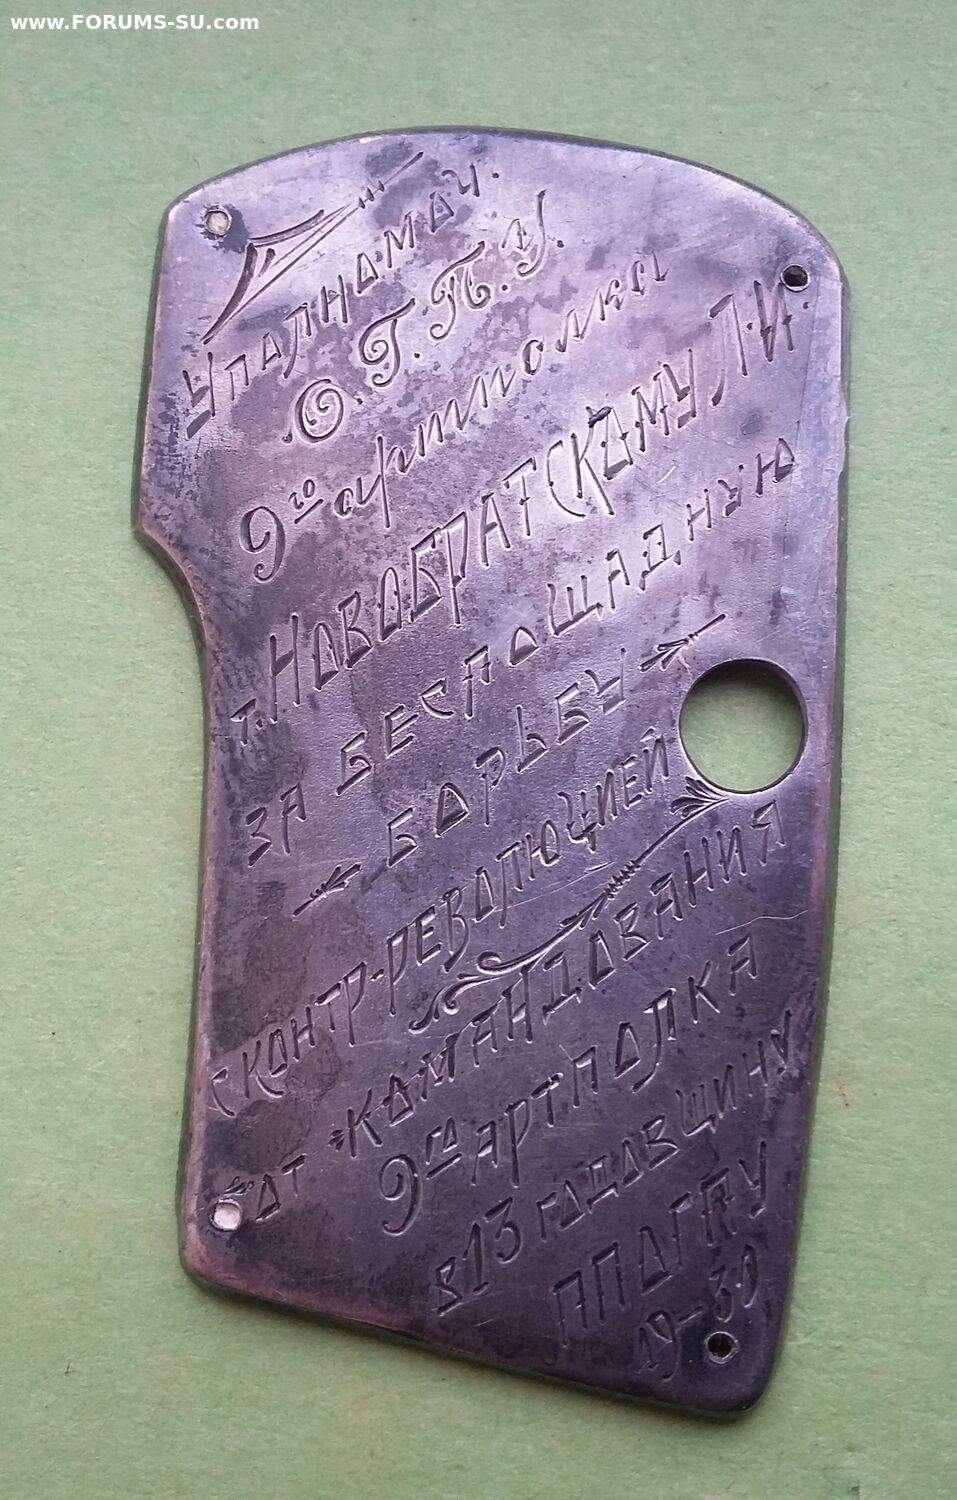 www.FORUMS-SU.com
Уполномоч.
О.Г.П.У.
9го артполка
т. Новобратскому Л.И.
за беспощадную
борьбу
с контр-революцией
от командования
9го артполка
в 13 годовщину
ПП ОГПУ
19-30